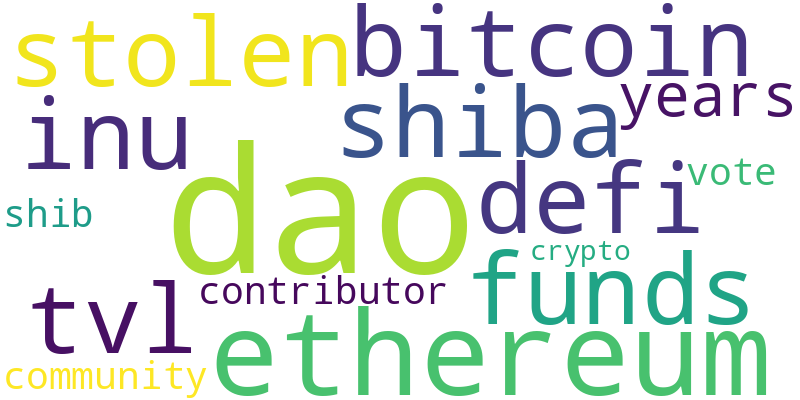 stolen bitcoin
inu shiba years
dao defi vote
shib crypto
tvl contributor funds
community ethereum